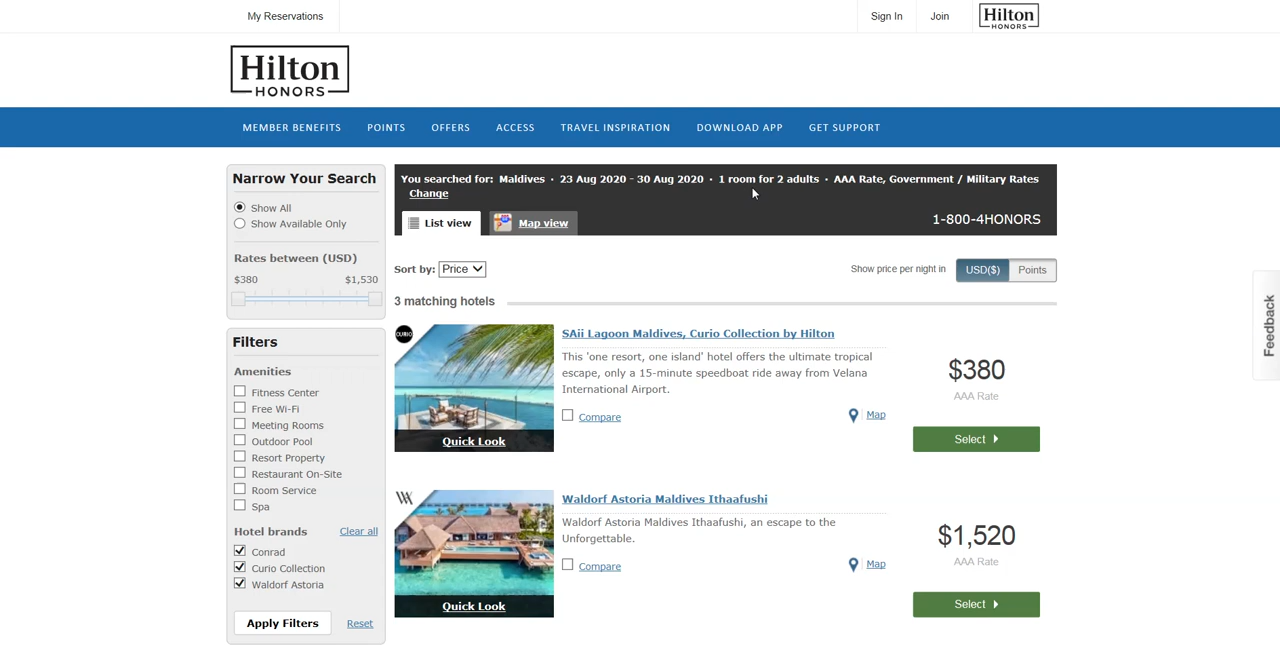 My Reservations
Sign In
Join
Hilton
HONORS
Hilton
HONORS
MEMBER BENEFITS
POINTS
OFFERS
ACCESS
TRAVEL INSPIRATION
DOWNLOAD APP
GET SUPPORT
Narrow Your Search
Show All
Show Available Only
Rates between (USD)
$380 $1,530
Filters
Amenities
Fitness Center
Free Wi-Fi
Meeting Rooms
Outdoor Pool
Resort Property
Restaurant On-Site
Room Service
Spa
Hotel brands Clear all
Conrad
Curio Collection
Waldorf Astoria
Apply Filters Reset
You searched for: Maldives · 23 Aug 2020 - 30 Aug 2020 · 1 room for 2 adults · AAA Rate, Government / Military Rates
Change
List view
Map view
1-800-4HONORS
Sort by: Price
Show price per night in USD($) Points
3 matching hotels
CURIO
SAii Lagoon Maldives, Curio Collection by Hilton
This 'one resort, one island' hotel offers the ultimate tropical
escape, only a 15-minute speedboat ride away from Velana
International Airport.
Compare
Map
Quick Look
$380
AAA Rate
Select
Waldorf Astoria Maldives Ithaafushi
Waldorf Astoria Maldives Ithaafushi, an escape to the
Unforgettable.
Compare
Map
Quick Look
$1,520
AAA Rate
Select
Feedback